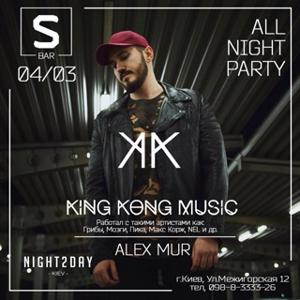 S
BAR
04/03
ALL
NIGHT
PARTY
KING KONG MUSIC
Работал с такими артистами как:
Грибы, Мозги, Пика, Макс Корж, NEL и др.
ALEX MUR
NIGHT2DAY
-KIEV-
г.Киев, Ул.Межигорская 12
тел, 098-8-3333-26